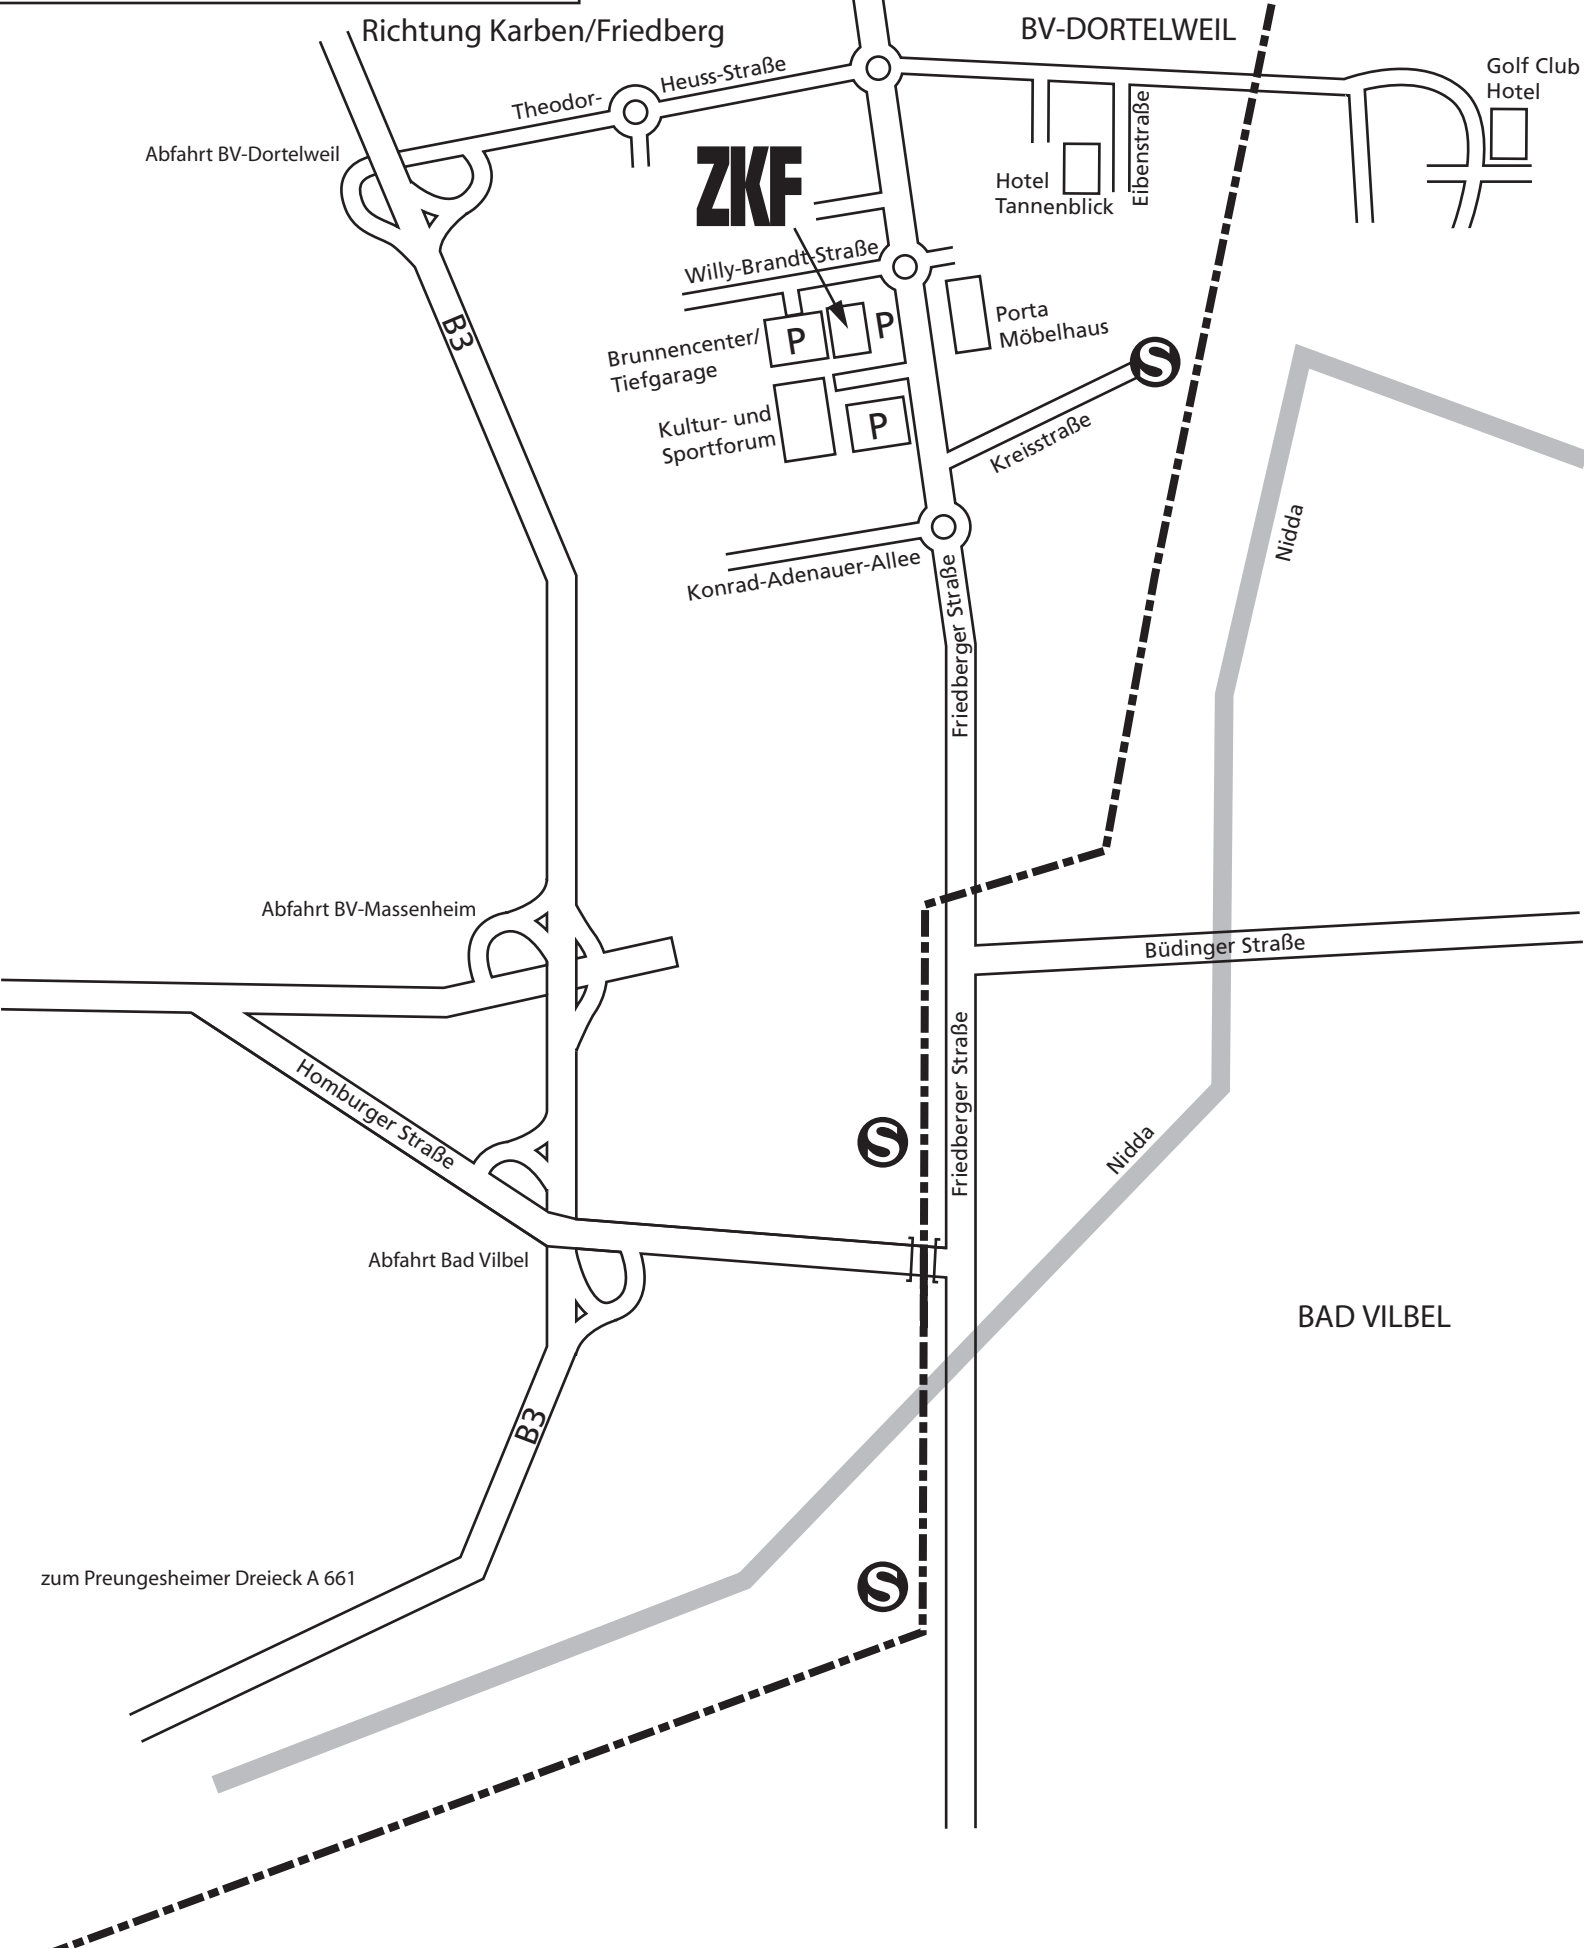 Richtung Karben/Friedberg
BV-DORTELWEIL
Golf Club
Hotel
Theodor-
Heuss-Straße
Abfahrt BV-Dortelweil
ZKF
Hotel
Tannenblick
Eibenstraße
Willy-Brandt-Straße
B3
Brunnencenter/
Tiefgarage
P
P
Porta
Möbelhaus
S
Kultur- und
Sportforum
P
Kreisstraße
Konrad-Adenauer-Allee
Nidda
Friedberger Straße
Abfahrt BV-Massenheim
Büdinger Straße
Homburger Straße
Friedberger Straße
S
Nidda
Abfahrt Bad Vilbel
BAD VILBEL
B3
zum Preungesheimer Dreieck A 661
S